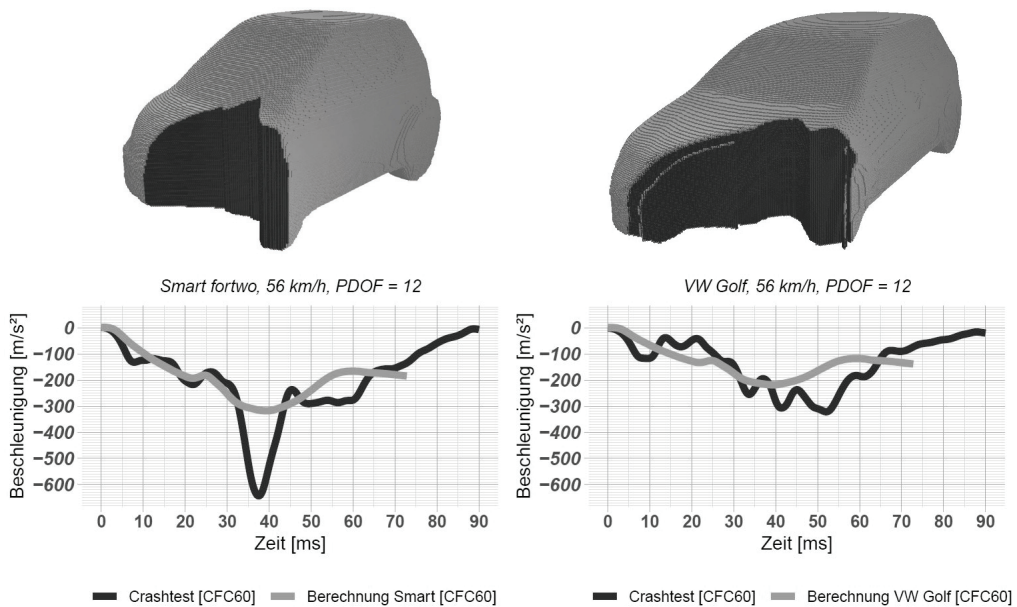 Smart fortwo, 56 km/h, PDOF = 12
Beschleunigung [m/s²]
0
−100
−200
−300
−400
−500
−600
0 10 20 30 40 50 60 70 80 90
Zeit [ms]
Crashtest [CFC60] Berechnung Smart [CFC60]
VW Golf, 56 km/h, PDOF = 12
Beschleunigung [m/s²]
0
−100
−200
−300
−400
−500
−600
0 10 20 30 40 50 60 70 80 90
Zeit [ms]
Crashtest [CFC60] Berechnung VW Golf [CFC60]